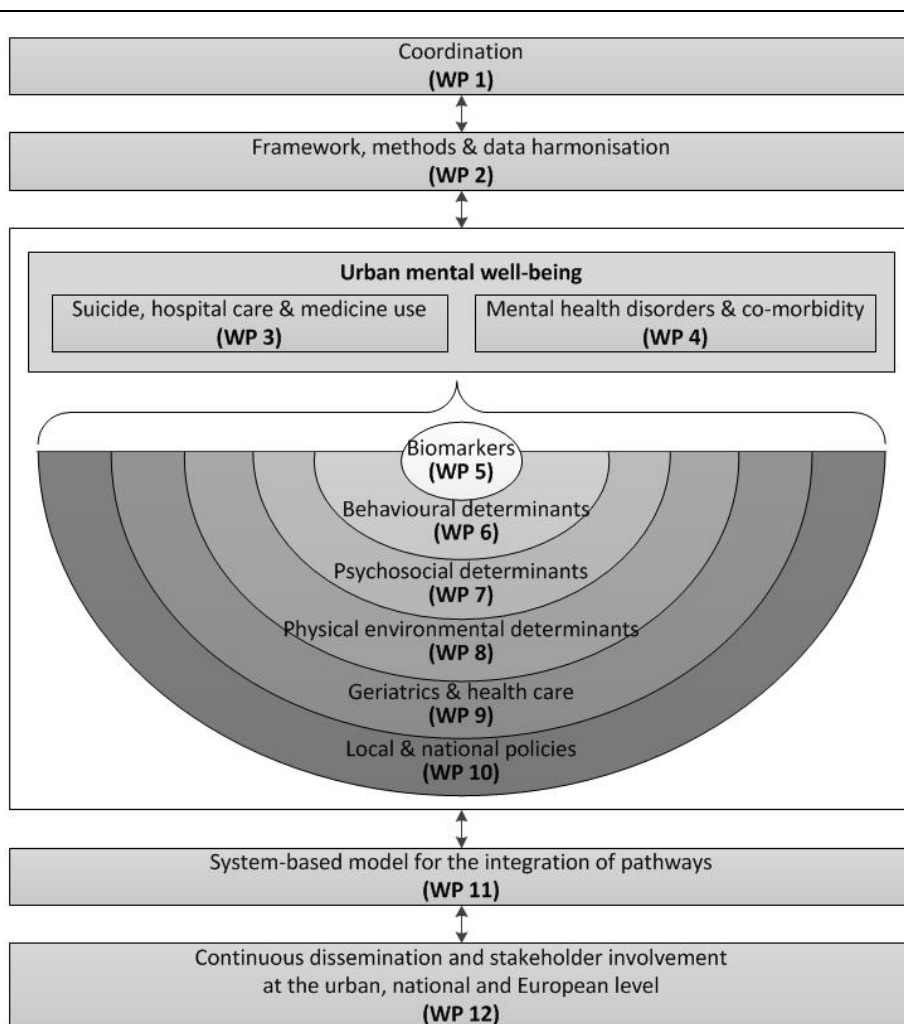 Coordination
(WP 1)
Framework, methods & data harmonisation
(WP 2)
Urban mental well-being
Suicide, hospital care & medicine use
(WP 3)
Mental health disorders & co-morbidity
(WP 4)
Biomarkers
(WP 5)
Behavioural determinants
(WP 6)
Psychosocial determinants
(WP 7)
Physical environmental determinants
(WP 8)
Geriatrics & health care
(WP 9)
Local & national policies
(WP 10)
System-based model for the integration of pathways
(WP 11)
Continuous dissemination and stakeholder involvement
at the urban, national and European level
(WP 12)